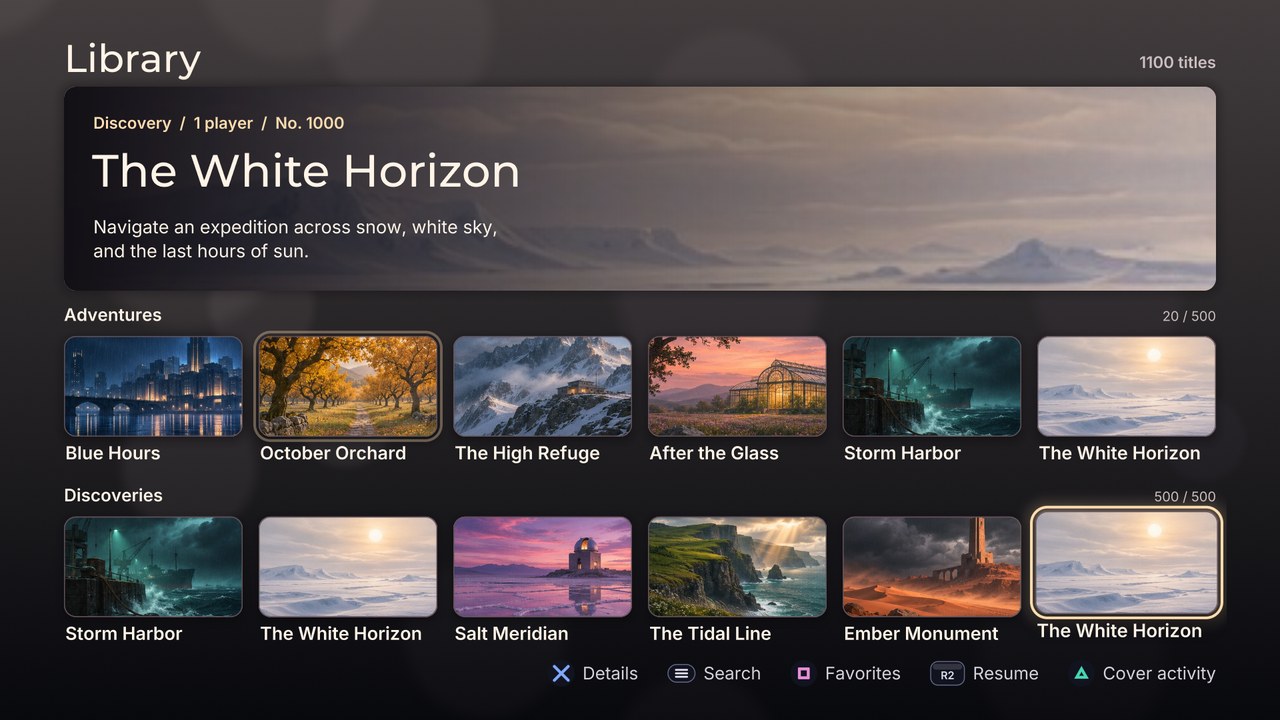 Library
1100 titles
Discovery / 1 player / No. 1000
The White Horizon
Navigate an expedition across snow, white sky,
and the last hours of sun.
Adventures
20 / 500
Blue Hours
October Orchard
The High Refuge
After the Glass
Storm Harbor
The White Horizon
Discoveries
500 / 500
Storm Harbor
The White Horizon
Salt Meridian
The Tidal Line
Ember Monument
The White Horizon
Details
Search
Favorites
R2 Resume
Cover activity